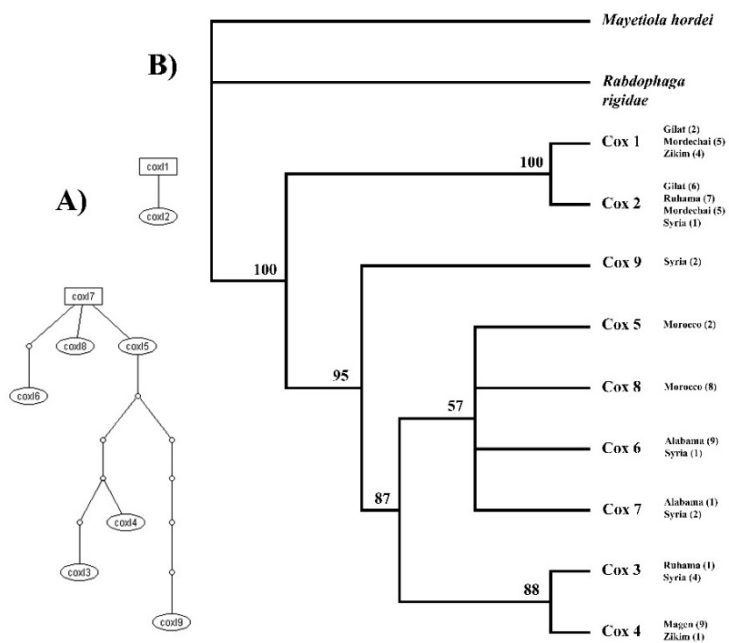 A)
coxI1
coxI2
coxI7
coxI8
coxI5
coxI6
coxI4
coxI3
coxI9
B)
Mayetiola hordei
Rabdophaga
rigidae
100
100
95
87
57
88
Cox 1
Gilat (2)
Mordechai (5)
Zikim (4)
Cox 2
Gilat (6)
Ruhama (7)
Mordechai (5)
Syria (1)
Cox 9
Syria (2)
Cox 5
Morocco (2)
Cox 8
Morocco (8)
Cox 6
Alabama (9)
Syria (1)
Cox 7
Alabama (1)
Syria (2)
Cox 3
Ruhama (1)
Syria (4)
Cox 4
Magen (9)
Zikim (1)